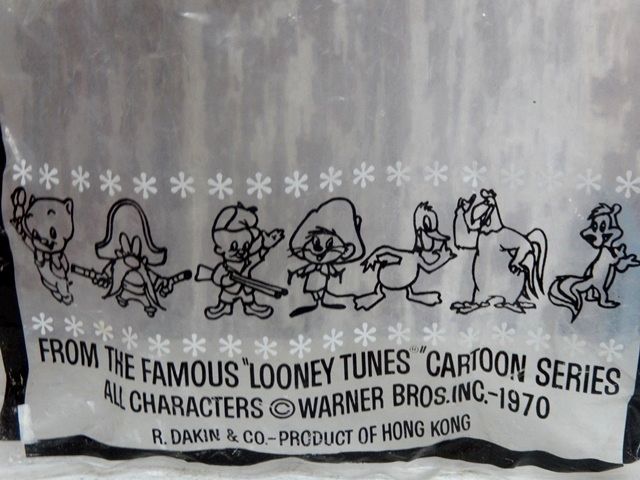 FROM THE FAMOUS "LOONEY TUNES®" CARTOON SERIES
ALL CHARACTERS © WARNER BROS. INC.-1970
R. DAKIN & CO.-PRODUCT OF HONG KONG